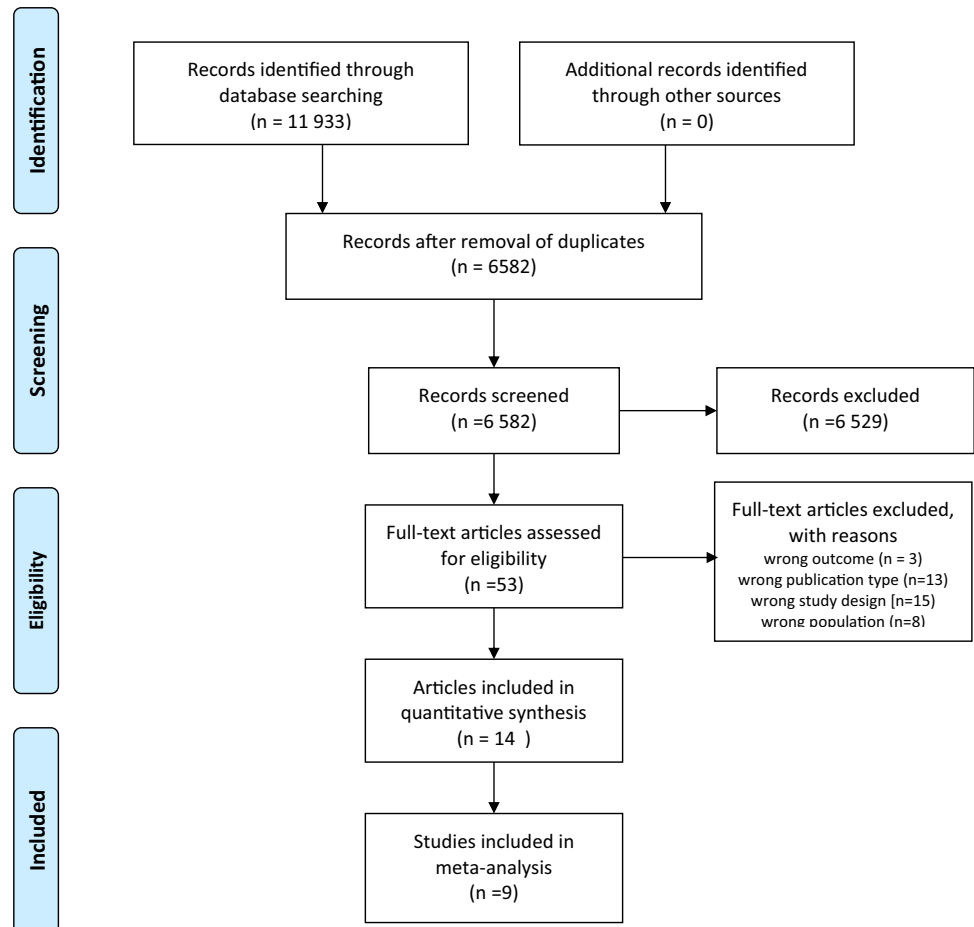 Identification
Records identified through
database searching
(n = 11 933)
Additional records identified
through other sources
(n = 0)
Records after removal of duplicates
(n = 6582)
Screening
Records screened
(n =6 582)
Records excluded
(n =6 529)
Eligibility
Full-text articles assessed
for eligibility
(n =53)
Full-text articles excluded,
with reasons
wrong outcome (n = 3)
wrong publication type (n=13)
wrong study design [n=15)
wrong population (n=8)
Articles included in
quantitative synthesis
(n = 14 )
Included
Studies included in
meta-analysis
(n =9)